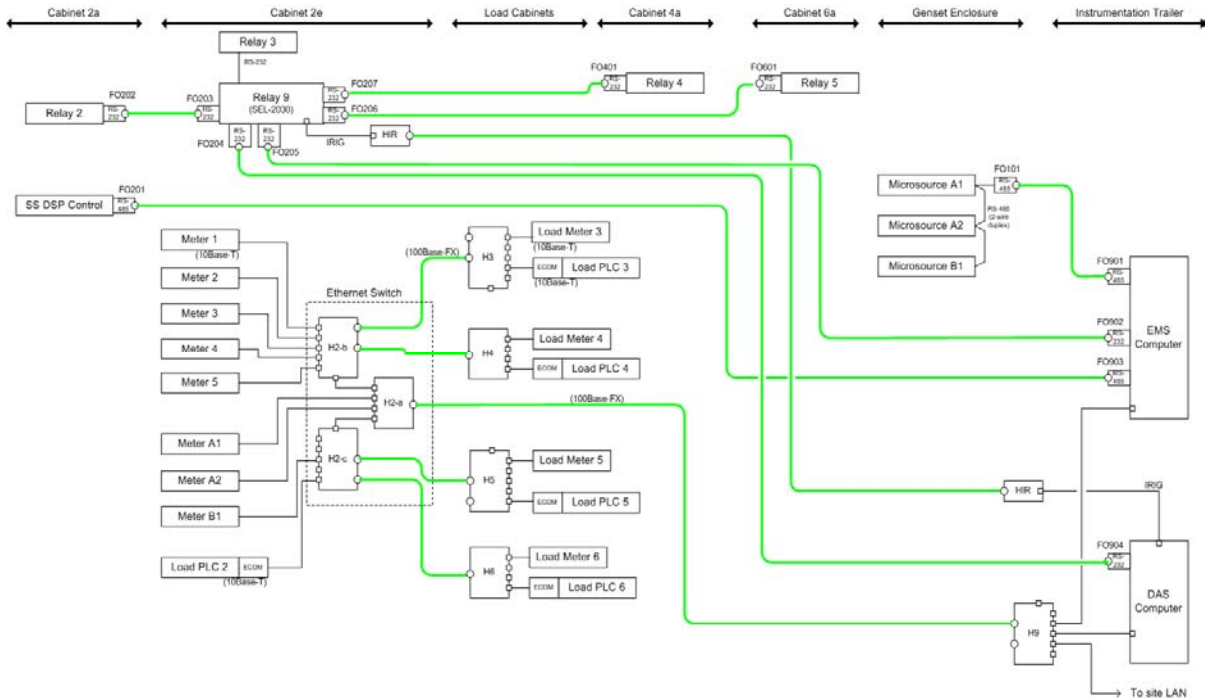 Cabinet 2a
Cabinet 2e
Load Cabinets
Cabinet 4a
Cabinet 6a
Genset Enclosure
Instrumentation Trailer
Relay 3
RS-232
FO202
FO203
Relay 9
(SEL-2030)
FO207
FO401
FO601
RS-
232
Relay 4
RS-
232
Relay 5
Relay 2
RS-
232
RS-
232
RS-
232
RS-
232
FO206
RS-
232
RS-
232
FO204
FO205
IRIG
HIR
FO201
SS DSP Control
RS-
485
Microsource A1
FO101
RS-
485
RS-485
(2-wire
duplex)
Microsource A2
Microsource B1
Meter 1
(10Base-T)
Meter 2
Meter 3
Meter 4
Meter 5
Meter A1
Meter A2
Meter B1
Load PLC 2
ECOM
(10Base-T)
Ethernet Switch
H2-b
H2-a
H2-c
(100Base-FX)
H3
Load Meter 3
(10Base-T)
ECOM
Load PLC 3
(10Base-T)
H4
Load Meter 4
ECOM
Load PLC 4
(100Base-FX)
H5
Load Meter 5
ECOM
Load PLC 5
H6
Load Meter 6
ECOM
Load PLC 6
FO901
RS-
485
FO902
RS-
232
FO903
RS-
485
EMS
Computer
HIR
IRIG
FO904
RS-
232
DAS
Computer
H9
To site LAN